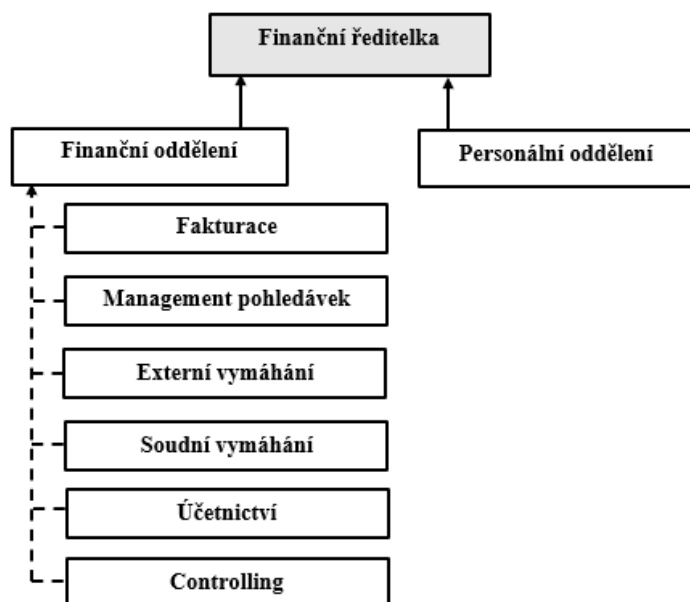 Finanční ředitelka
Finanční oddělení
Personální oddělení
Fakturace
Management pohledávek
Externí vymáhání
Soudní vymáhání
Účetnictví
Controlling